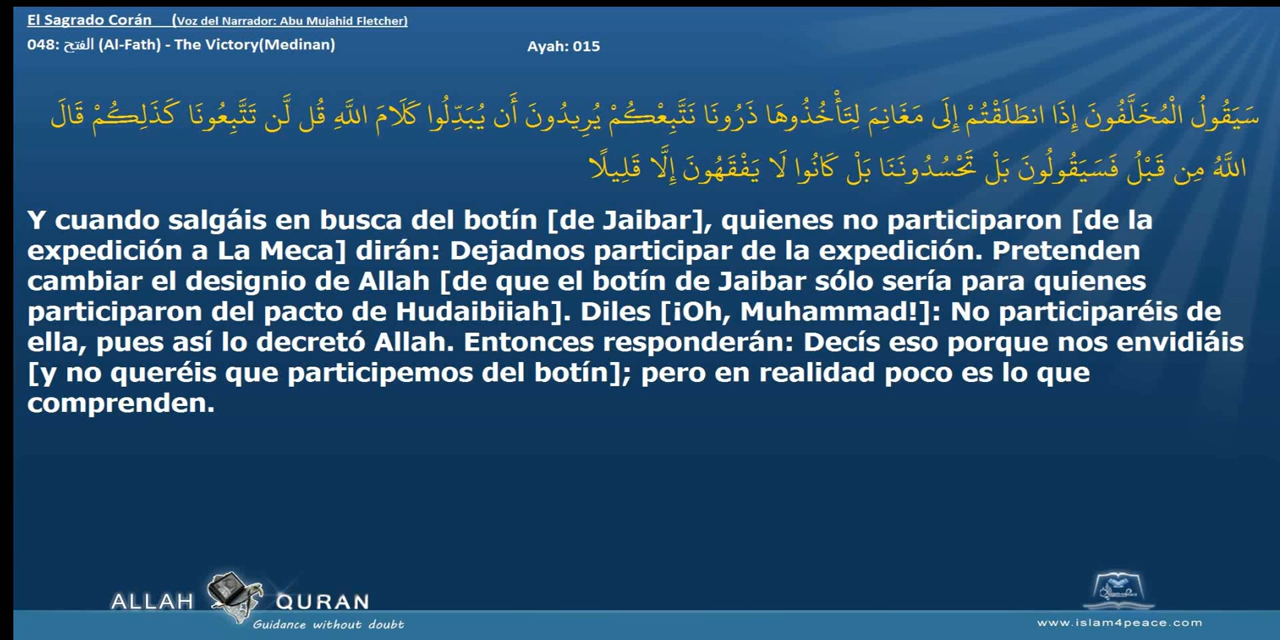 El Sagrado Corán (Voz del Narrador: Abu Mujahid Fletcher)
048: الفتح (Al-Fath) - The Victory(Medinan) Ayah: 015
سَيَقُولُ الْمُخَلَّفُونَ إِذَا انطَلَقْتُمْ إِلَى مَغَانِمَ لِتَأْخُذُوهَا ذَرُونَا نَتَّبِعْكُمْ يُرِيدُونَ أَن يُبَدِّلُوا كَلَامَ اللَّهِ قُل لَّن تَتَّبِعُونَا كَذَلِكُمْ قَالَ
اللَّهُ مِن قَبْلُ فَسَيَقُولُونَ بَلْ تَحْسُدُونَنَا بَلْ كَانُوا لَا يَفْقَهُونَ إِلَّا قَلِيلًا
Y cuando salgáis en busca del botín [de Jaibar], quienes no participaron [de la
expedición a La Meca] dirán: Dejadnos participar de la expedición. Pretenden
cambiar el designio de Allah [de que el botín de Jaibar sólo sería para quienes
participaron del pacto de Hudaibiiah]. Diles [¡Oh, Muhammad!]: No participaréis de
ella, pues así lo decretó Allah. Entonces responderán: Decís eso porque nos envidiáis
[y no queréis que participemos del botín]; pero en realidad poco es lo que
comprenden.
ALLAH QURAN
Guidance without doubt
www.islam4peace.com